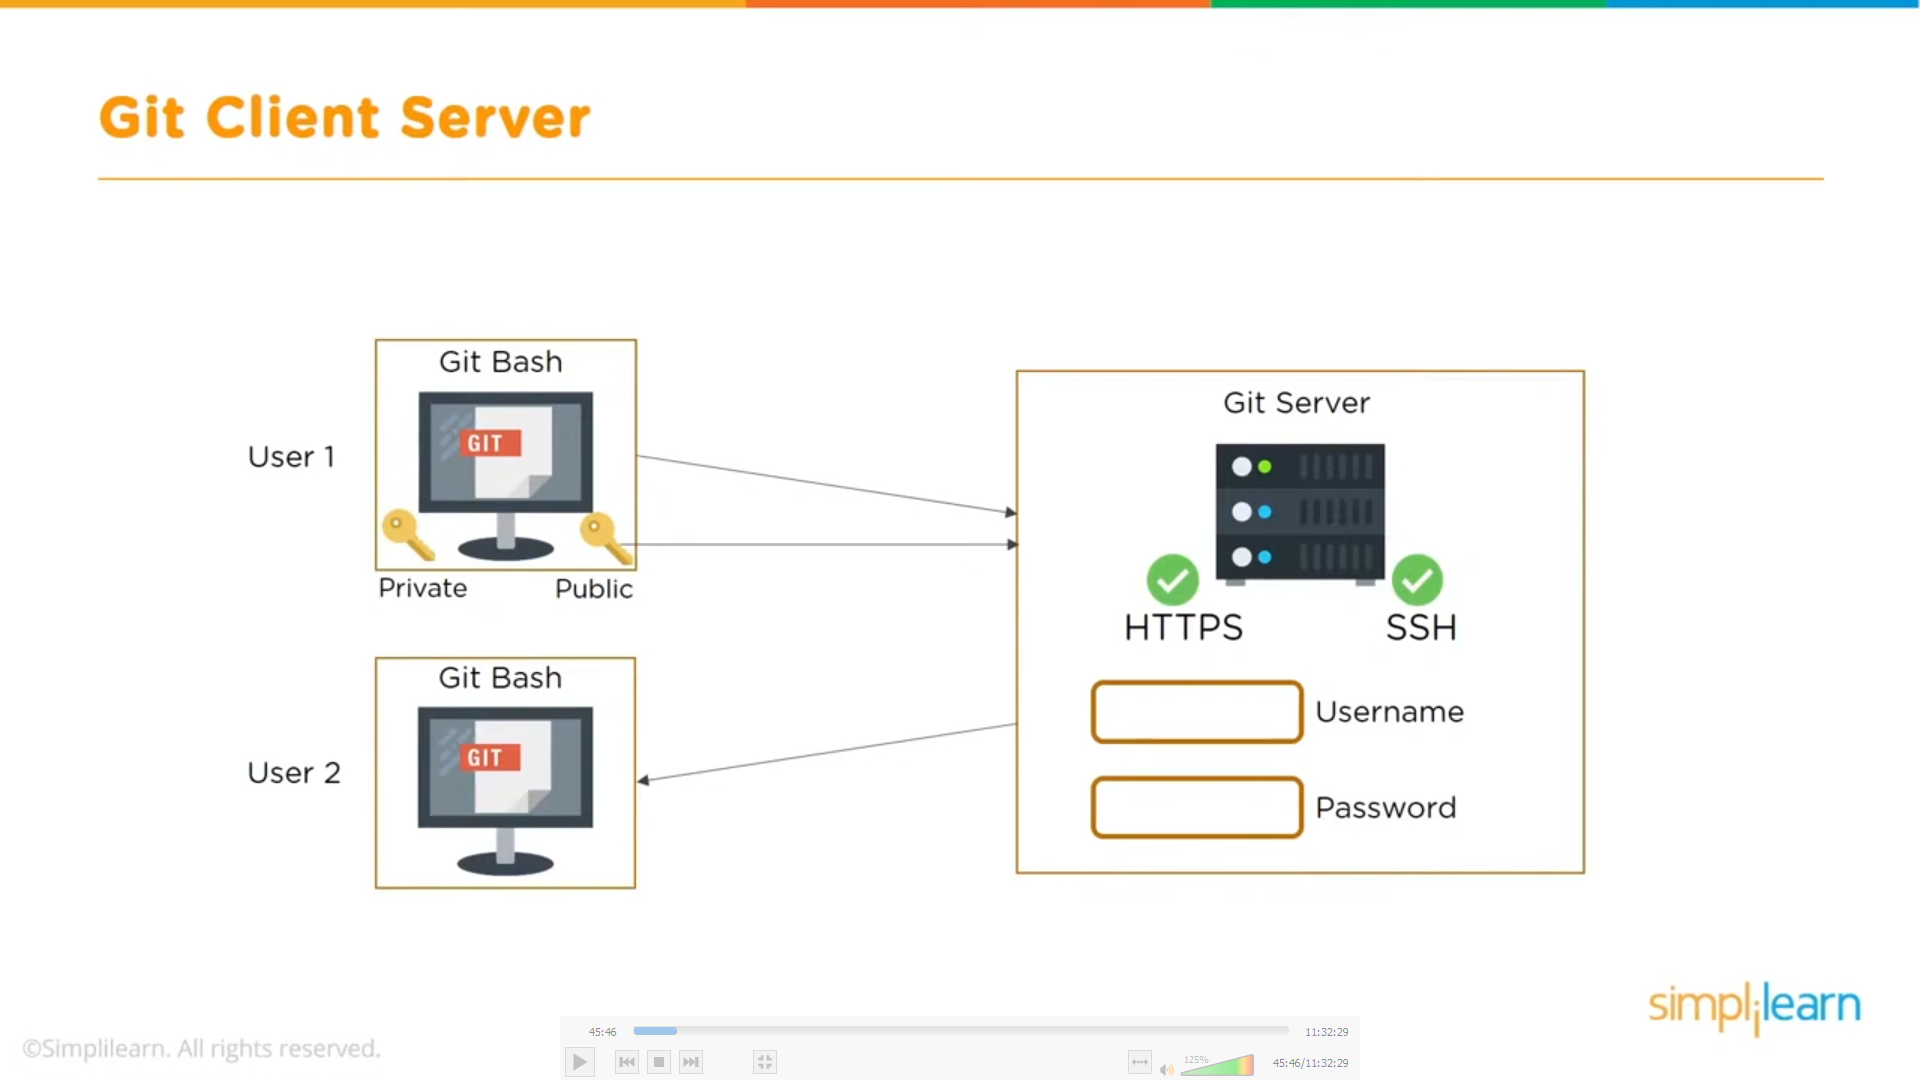 Git Client Server
Git Bash
GIT
User 1
Private
Public
Git Bash
GIT
User 2
Git Server
HTTPS
SSH
Username
Password
simplilearn
©Simplilearn. All rights reserved.
45:46
11:32:29
125%
45:46/11:32:29